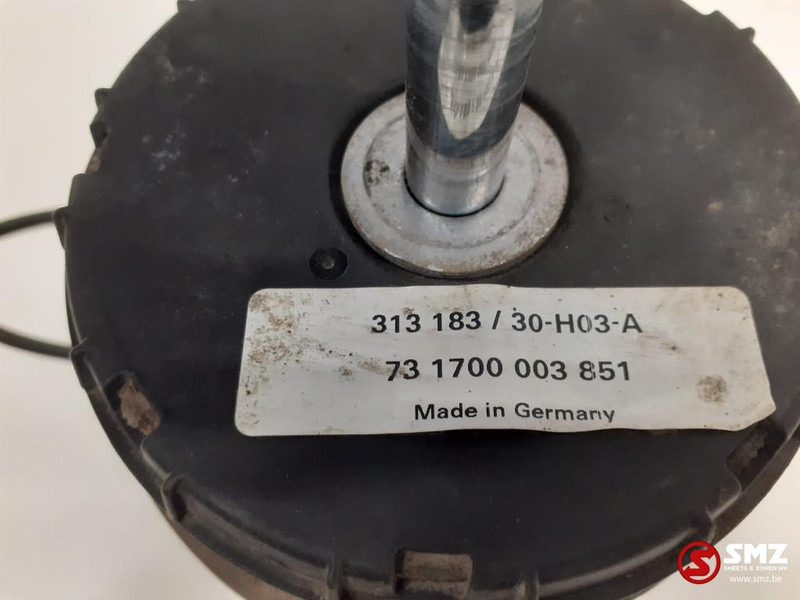 313 183 / 30-H03-A
73 1700 003 851
Made in Germany
SMZ
SMEETS & ZONEN NV
www.smz.be